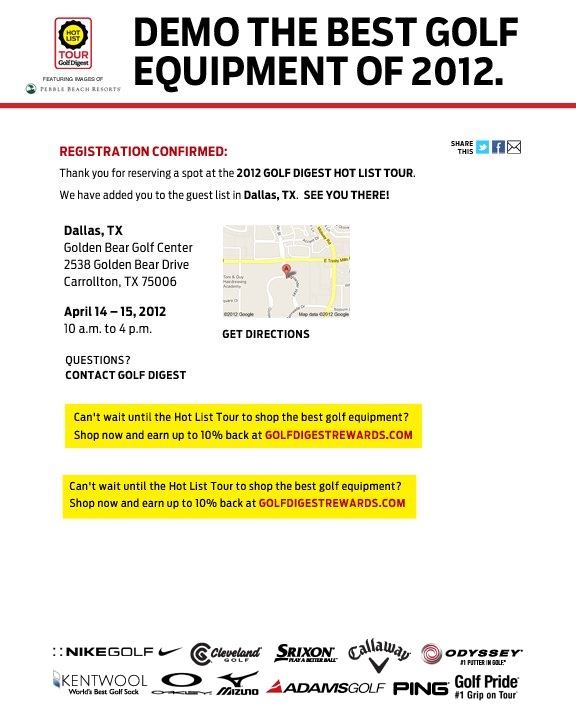 HOT
LIST
TOUR
Golf Digest
FEATURING IMAGES OF
PEBBLE BEACH RESORTS
DEMO THE BEST GOLF
EQUIPMENT OF 2012.
SHARE
THIS
REGISTRATION CONFIRMED:
Thank you for reserving a spot at the 2012 GOLF DIGEST HOT LIST TOUR.
We have added you to the guest list in Dallas, TX. SEE YOU THERE!
Dallas, TX
Golden Bear Golf Center
2538 Golden Bear Drive
Carrollton, TX 75006
April 14 – 15, 2012
10 a.m. to 4 p.m.
E Trinity Mills
A
Toni & Guy
Hairdressing
Academy
©2012 Google
Map data ©2012 Google
GET DIRECTIONS
QUESTIONS?
CONTACT GOLF DIGEST
Can't wait until the Hot List Tour to shop the best golf equipment?
Shop now and earn up to 10% back at GOLFDIGESTREWARDS.COM
Can't wait until the Hot List Tour to shop the best golf equipment?
Shop now and earn up to 10% back at GOLFDIGESTREWARDS.COM
NIKEGOLF
Cleveland
GOLF
SRIXON
PLAY A BETTER BALL
Callaway
ODYSSEY
#1 PUTTER IN GOLF
KENTWOOL
World's Best Golf Sock
OAKLEY
MIZUNO
ADAMSGOLF
PING
Golf Pride
#1 Grip on Tour